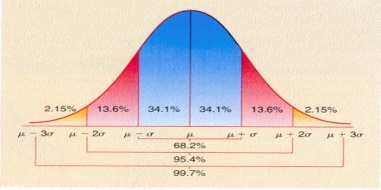 2.15% 13.6% 34.1% 34.1% 13.6% 2.15%
μ − 3σ μ − 2σ μ − σ μ μ + σ μ + 2σ μ + 3σ
68.2%
95.4%
99.7%